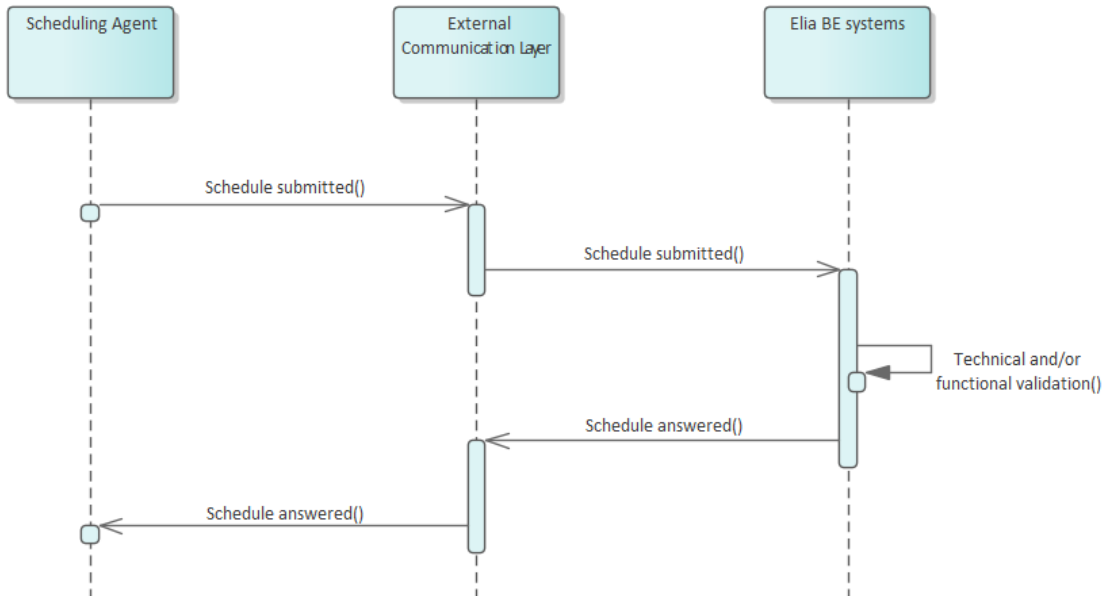 Scheduling Agent
External
Communication Layer
Elia BE systems
Schedule submitted()
Schedule submitted()
Technical and/or
functional validation()
Schedule answered()
Schedule answered()